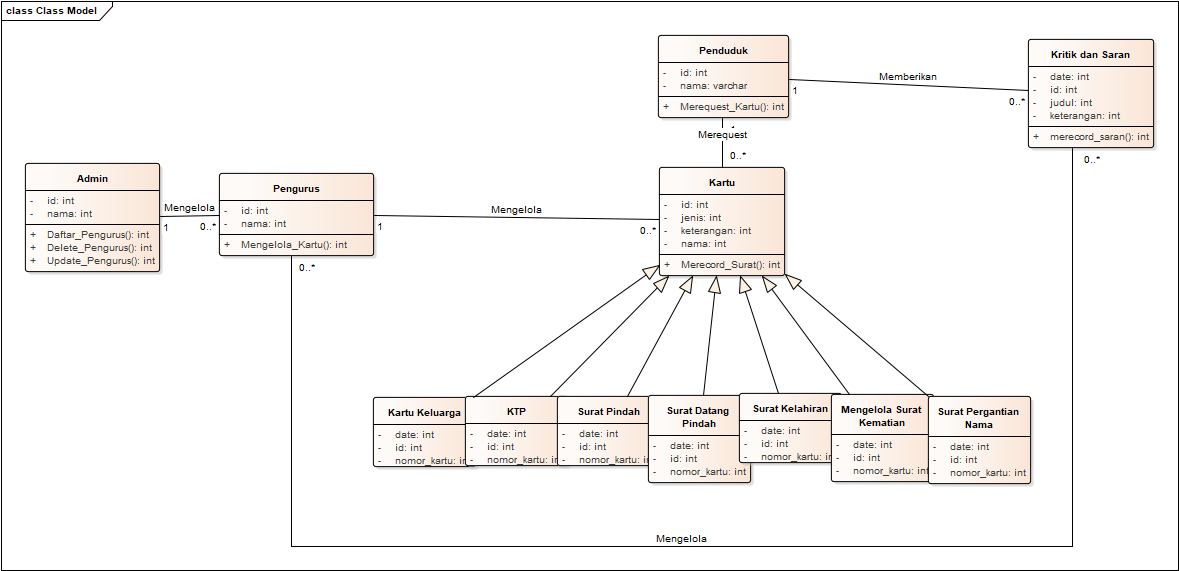 class Class Model
Penduduk
- id: int
- nama: varchar
+ Merequest_Kartu(): int
Memberikan
1
0..*
Kritik dan Saran
- date: int
- id: int
- judul: int
- keterangan: int
+ merecord_saran(): int
0..*
Merequest
0..*
Admin
- id: int
- nama: int
+ Daftar_Pengurus(): int
+ Delete_Pengurus(): int
+ Update_Pengurus(): int
Mengelola
1
0..*
Pengurus
- id: int
- nama: int
+ Mengelola_Kartu(): int
0..*
Mengelola
1
0..*
Kartu
- id: int
- jenis: int
- keterangan: int
- nama: int
+ Merecord_Surat(): int
Kartu Keluarga
- date: int
- id: int
- nomor_kartu:
KTP
- date: int
- id: int
- nomor_kartu:
Surat Pindah
- date: int
- id: int
- nomor_kartu:
Surat Datang
Pindah
- date: int
- id: int
- nomor_kartu: int
Surat Kelahiran
- date: int
- id: int
- nomor_kartu:
Mengelola Surat
Kematian
- date: int
- id: int
- nomor_kartu: int
Surat Pergantian
Nama
- date: int
- id: int
- nomor_kartu: int
Mengelola